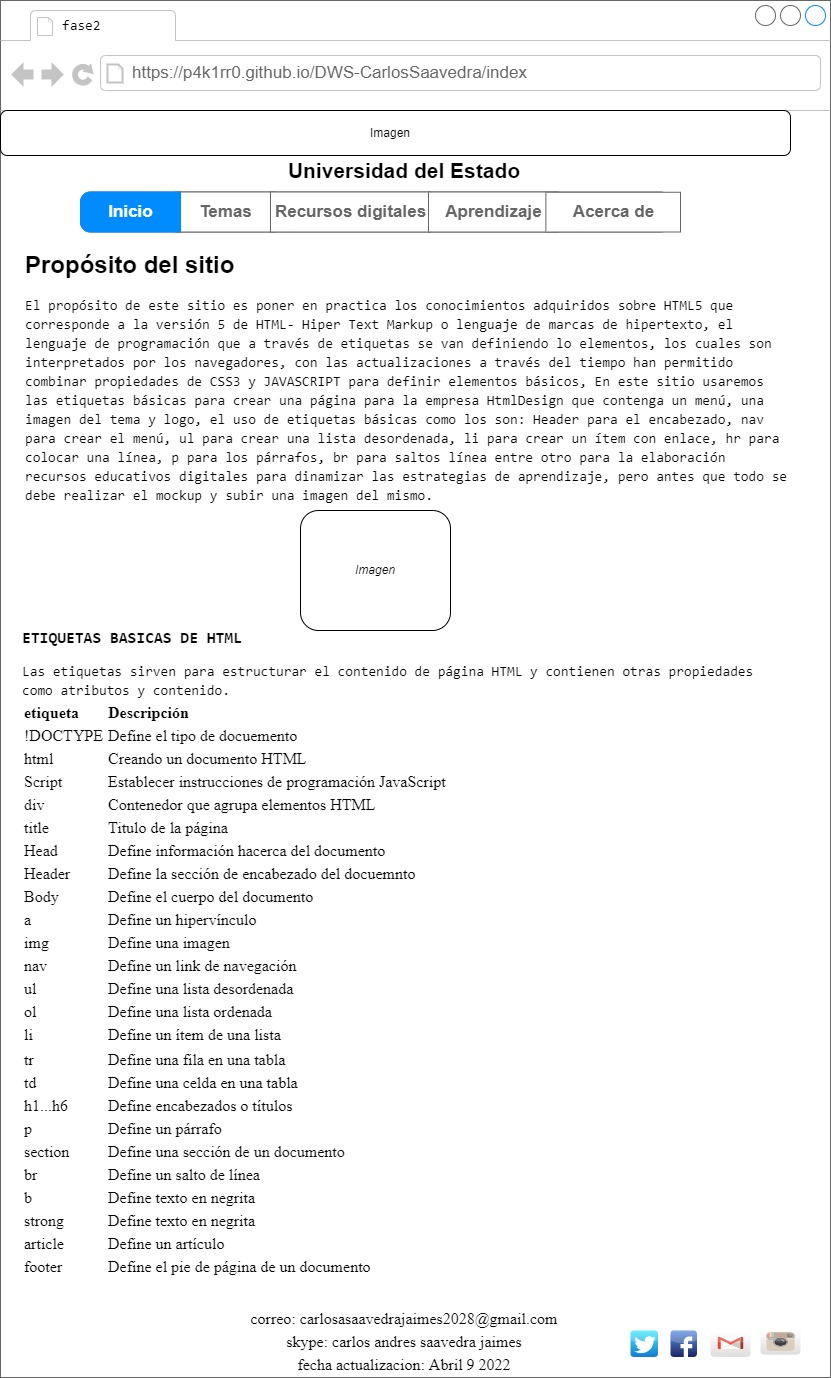 fase2
https://p4k1rr0.github.io/DWS-CarlosSaavedra/index
Imagen
Universidad del Estado
Inicio Temas Recursos digitales Aprendizaje Acerca de
Propósito del sitio
El propósito de este sitio es poner en practica los conocimientos adquiridos sobre HTML5 que
corresponde a la versión 5 de HTML- Hiper Text Markup o lenguaje de marcas de hipertexto, el
lenguaje de programación que a través de etiquetas se van definiendo lo elementos, los cuales son
interpretados por los navegadores, con las actualizaciones a través del tiempo han permitido
combinar propiedades de CSS3 y JAVASCRIPT para definir elementos básicos, En este sitio usaremos
las etiquetas básicas para crear una página para la empresa HtmlDesign que contenga un menú, una
imagen del tema y logo, el uso de etiquetas básicas como los son: Header para el encabezado, nav
para crear el menú, ul para crear una lista desordenada, li para crear un ítem con enlace, hr para
colocar una línea, p para los párrafos, br para saltos línea entre otro para la elaboración
recursos educativos digitales para dinamizar las estrategias de aprendizaje, pero antes que todo se
debe realizar el mockup y subir una imagen del mismo.
Imagen
ETIQUETAS BASICAS DE HTML
Las etiquetas sirven para estructurar el contenido de página HTML y contienen otras propiedades
como atributos y contenido.
etiqueta Descripción
!DOCTYPE Define el tipo de docuemento
html Creando un documento HTML
Script Establecer instrucciones de programación JavaScript
div Contenedor que agrupa elementos HTML
title Titulo de la página
Head Define información hacerca del documento
Header Define la sección de encabezado del docuemnto
Body Define el cuerpo del documento
a Define un hipervínculo
img Define una imagen
nav Define un link de navegación
ul Define una lista desordenada
ol Define una lista ordenada
li Define un ítem de una lista
tr Define una fila en una tabla
td Define una celda en una tabla
h1...h6 Define encabezados o títulos
p Define un párrafo
section Define una sección de un documento
br Define un salto de línea
b Define texto en negrita
strong Define texto en negrita
article Define un artículo
footer Define el pie de página de un documento
correo: carlosasaavedrajaimes2028@gmail.com
skype: carlos andres saavedra jaimes
fecha actualizacion: Abril 9 2022